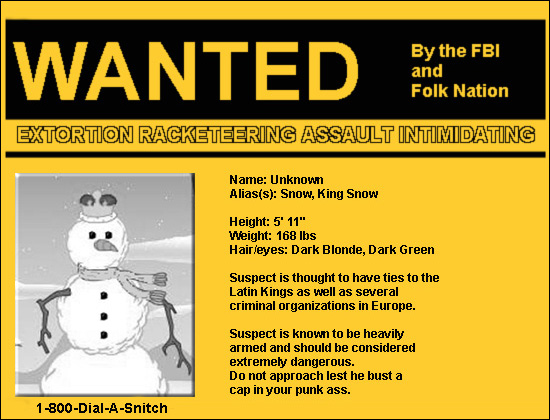 WANTED
By the FBI
and
Folk Nation
EXTORTION RACKETEERING ASSAULT INTIMIDATING
Name: Unknown
Alias(s): Snow, King Snow
Height: 5' 11"
Weight: 168 lbs
Hair/eyes: Dark Blonde, Dark Green
Suspect is thought to have ties to the
Latin Kings as well as several
criminal organizations in Europe.
Suspect is known to be heavily
armed and should be considered
extremely dangerous.
Do not approach lest he bust a
cap in your punk ass.
1-800-Dial-A-Snitch